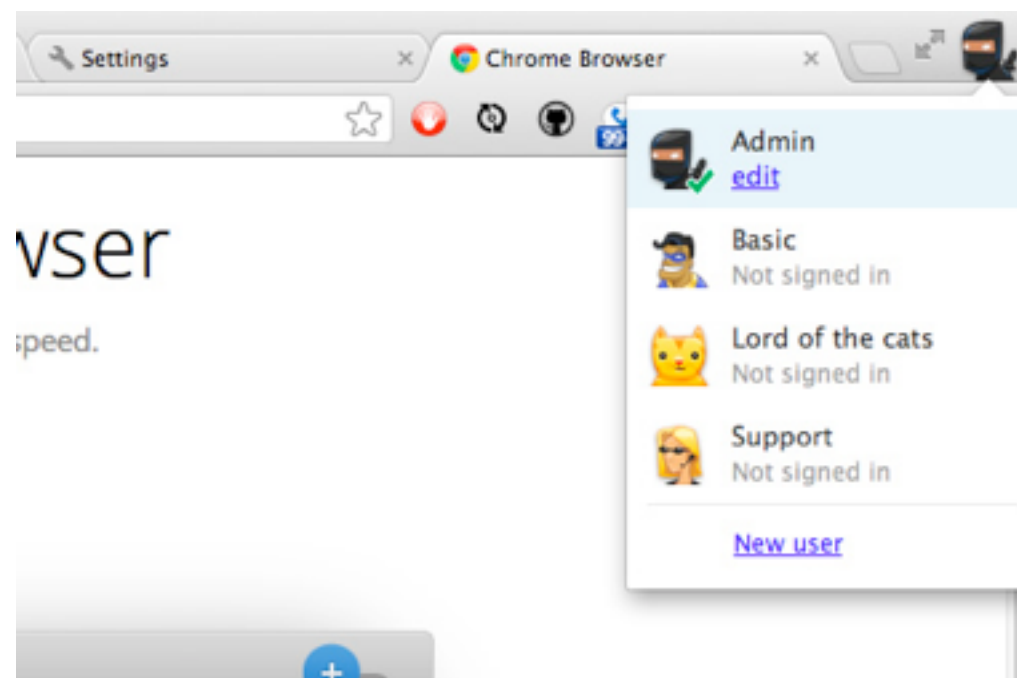 Settings
Chrome Browser
99
wser
speed.
Admin
edit
Basic
Not signed in
Lord of the cats
Not signed in
Support
Not signed in
New user